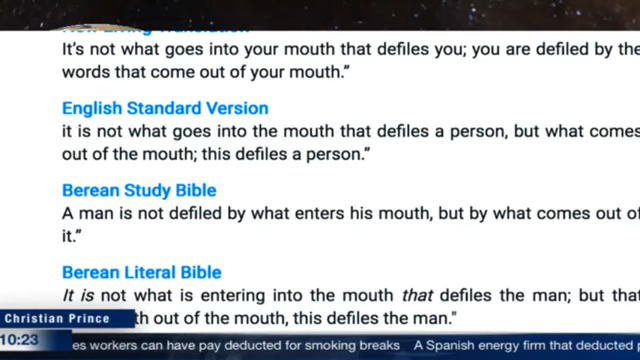 It's not what goes into your mouth that defiles you; you are defiled by the
words that come out of your mouth.”
English Standard Version
it is not what goes into the mouth that defiles a person, but what comes
out of the mouth; this defiles a person.”
Berean Study Bible
A man is not defiled by what enters his mouth, but by what comes out of
it.”
Berean Literal Bible
It is not what is entering into the mouth that defiles the man; but that
out of the mouth, this defiles the man."
Christian Prince
10:23
workers can have pay deducted for smoking breaks A Spanish energy firm that deducted